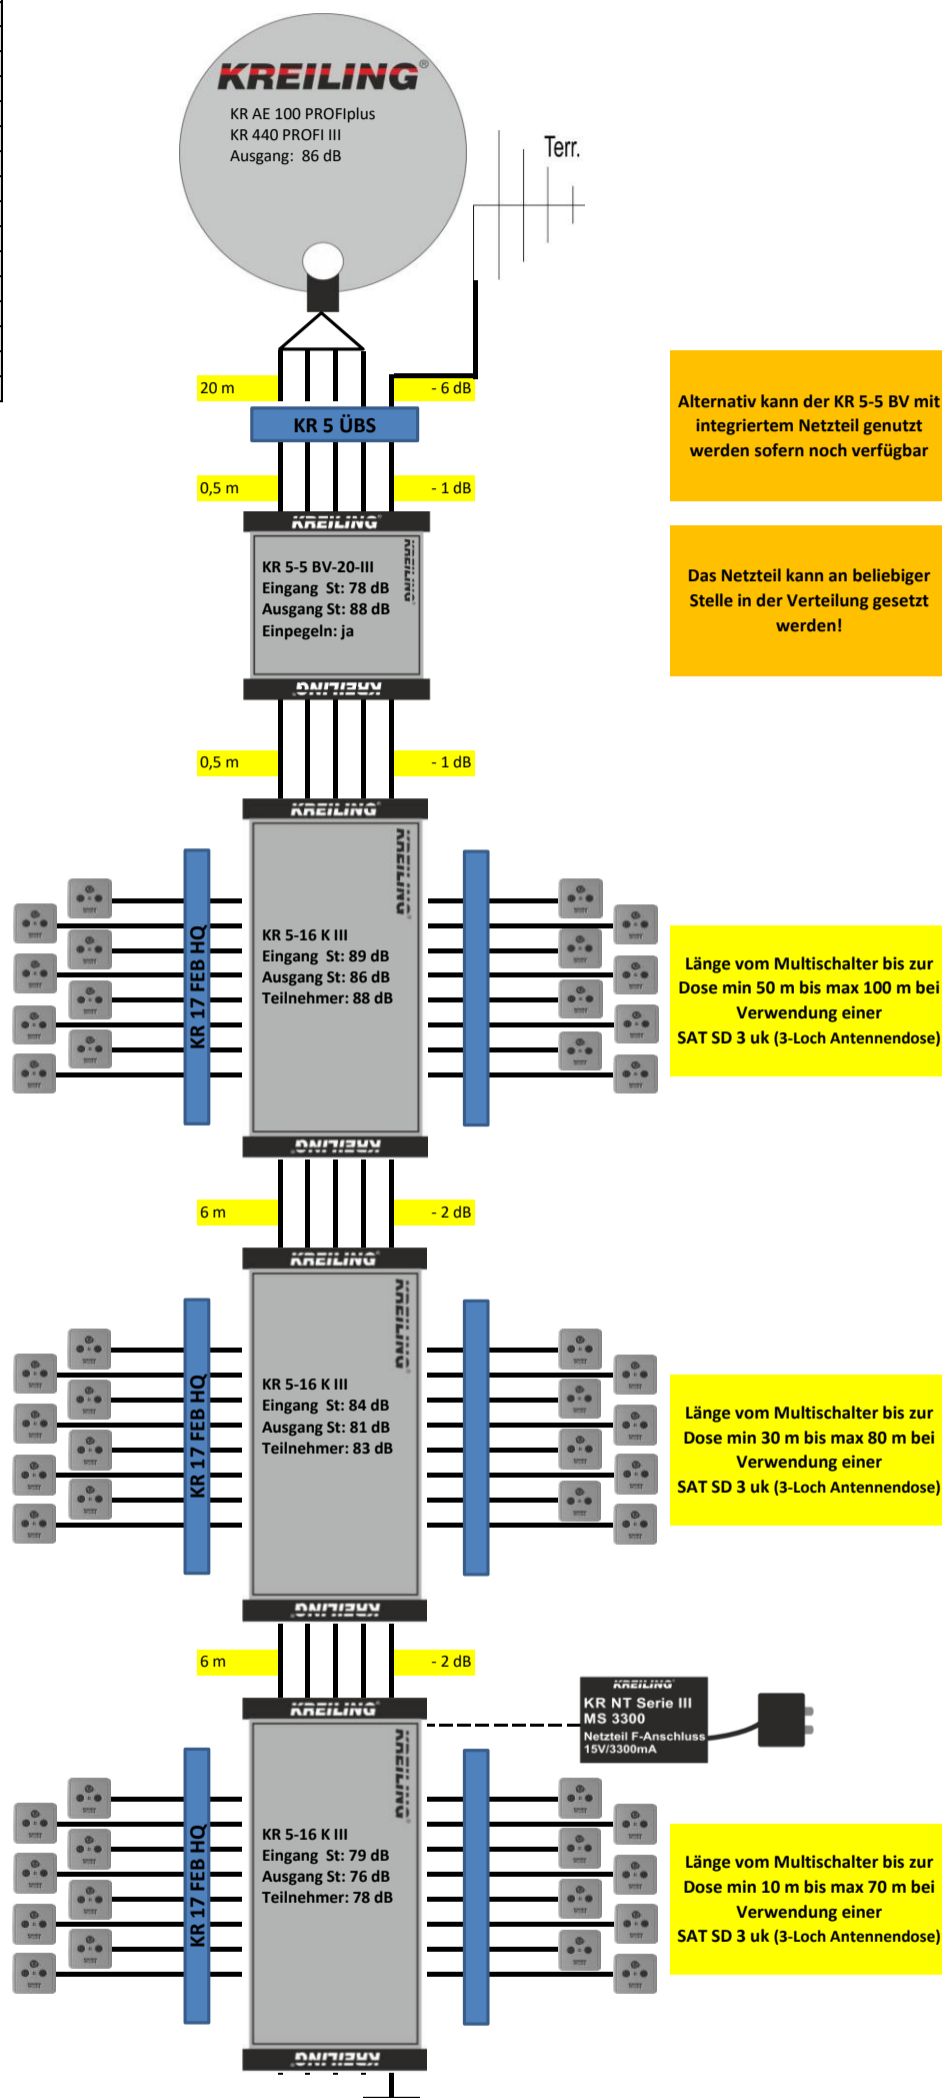 KREILING®
KR AE 100 PROFIplus
KR 440 PROFI III
Ausgang: 86 dB
Terr.
20 m
- 6 dB
KR 5 ÜBS
Alternativ kann der KR 5-5 BV mit
integriertem Netzteil genutzt
werden sofern noch verfügbar
0,5 m
- 1 dB
KREILING
KREILING
KR 5-5 BV-20-III
Eingang St: 78 dB
Ausgang St: 88 dB
Einpegeln: ja
KREILING
Das Netzteil kann an beliebiger
Stelle in der Verteilung gesetzt
werden!
0,5 m
- 1 dB
KREILING
KREILING
KR 17 FEB HQ
KR 5-16 K III
Eingang St: 89 dB
Ausgang St: 86 dB
Teilnehmer: 88 dB
KREILING
Länge vom Multischalter bis zur
Dose min 50 m bis max 100 m bei
Verwendung einer
SAT SD 3 uk (3-Loch Antennendose)
6 m
- 2 dB
KREILING
KREILING
KR 17 FEB HQ
KR 5-16 K III
Eingang St: 84 dB
Ausgang St: 81 dB
Teilnehmer: 83 dB
KREILING
Länge vom Multischalter bis zur
Dose min 30 m bis max 80 m bei
Verwendung einer
SAT SD 3 uk (3-Loch Antennendose)
6 m
- 2 dB
KREILING
KR NT Serie III
MS 3300
Netzteil F-Anschluss
15V/3300mA
KREILING
KREILING
KR 17 FEB HQ
KR 5-16 K III
Eingang St: 79 dB
Ausgang St: 76 dB
Teilnehmer: 78 dB
KREILING
Länge vom Multischalter bis zur
Dose min 10 m bis max 70 m bei
Verwendung einer
SAT SD 3 uk (3-Loch Antennendose)